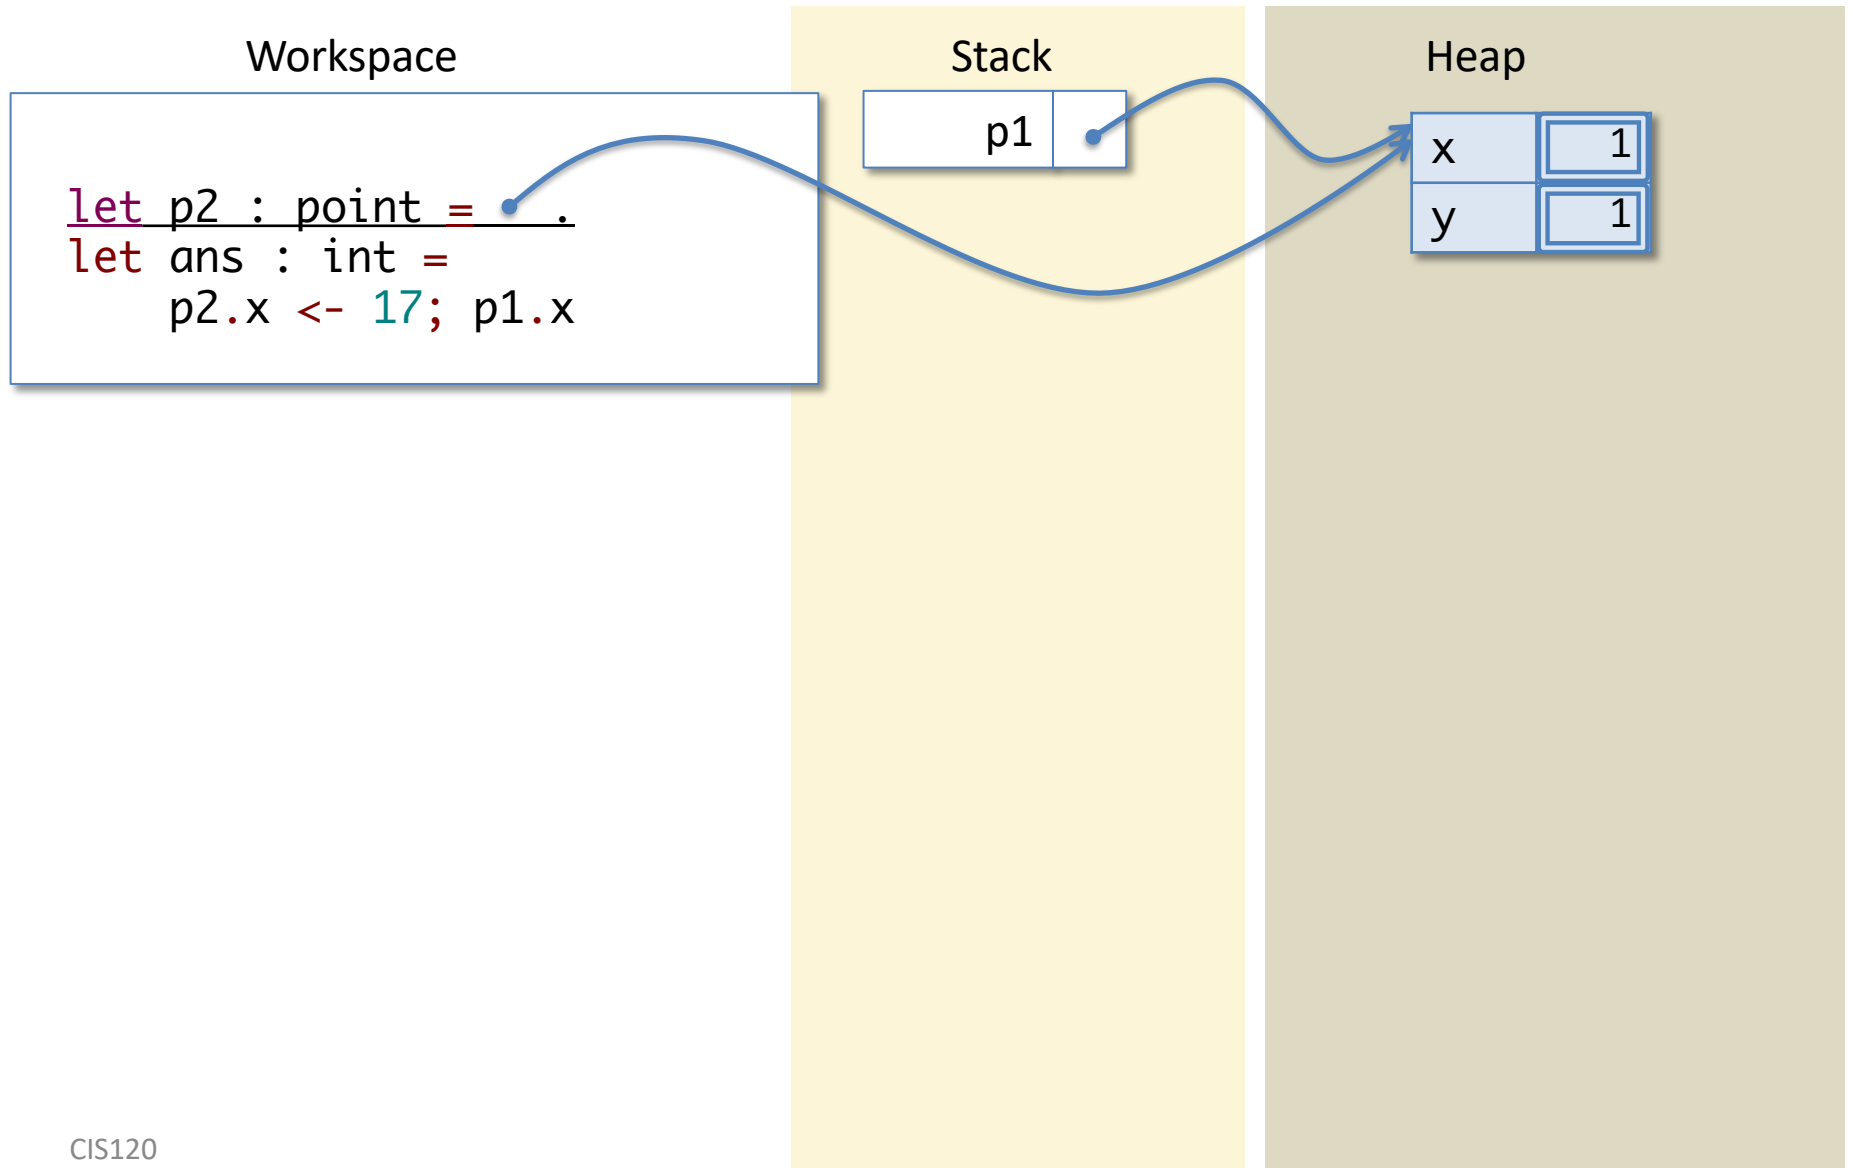 Workspace
Stack
Heap
p1
x 1
y 1
let p2 : point = .
let ans : int =
p2.x <- 17; p1.x
CIS120